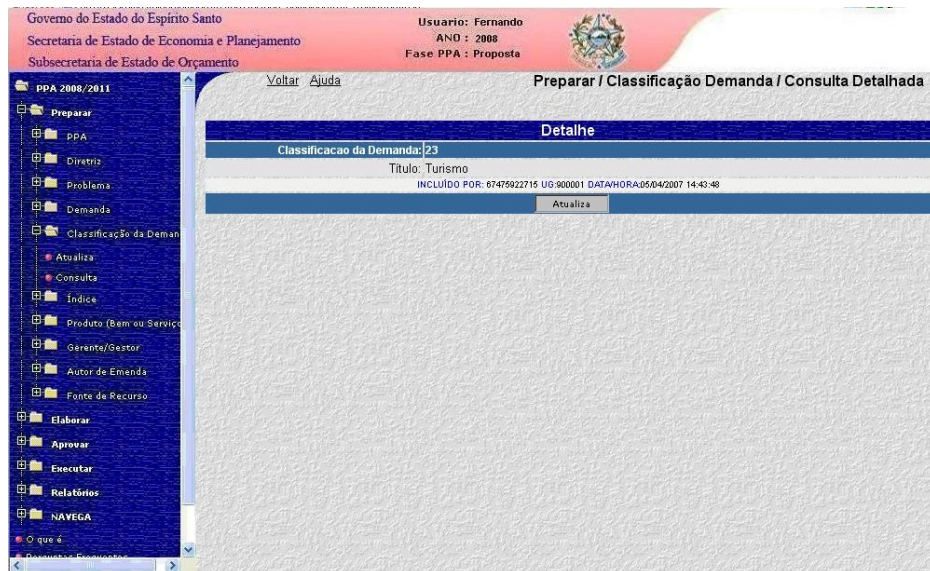 Governo do Estado do Espírito Santo
Secretaria de Estado de Economia e Planejamento
Subsecretaria de Estado de Orçamento
Usuario: Fernando
ANO : 2008
Fase PPA : Proposta
Voltar Ajuda
Preparar / Classificação Demanda / Consulta Detalhada
PPA 2008/2011
Preparar
PPA
Diretriz
Problema
Demanda
Classificação da Deman
Atualiza
Consulta
Índice
Produto (Bem ou Serviço
Gerente/Gestor
Autor de Emenda
Fonte de Recurso
Elaborar
Aprovar
Executar
Relatórios
NAVEGA
O que é
Perguntas Frequentes
Detalhe
Classificacao da Demanda: 23
Título: Turismo
INCLUÍDO POR: 67475922715 UG:900001 DATA/HORA:05/04/2007 14:43:48
Atualiza